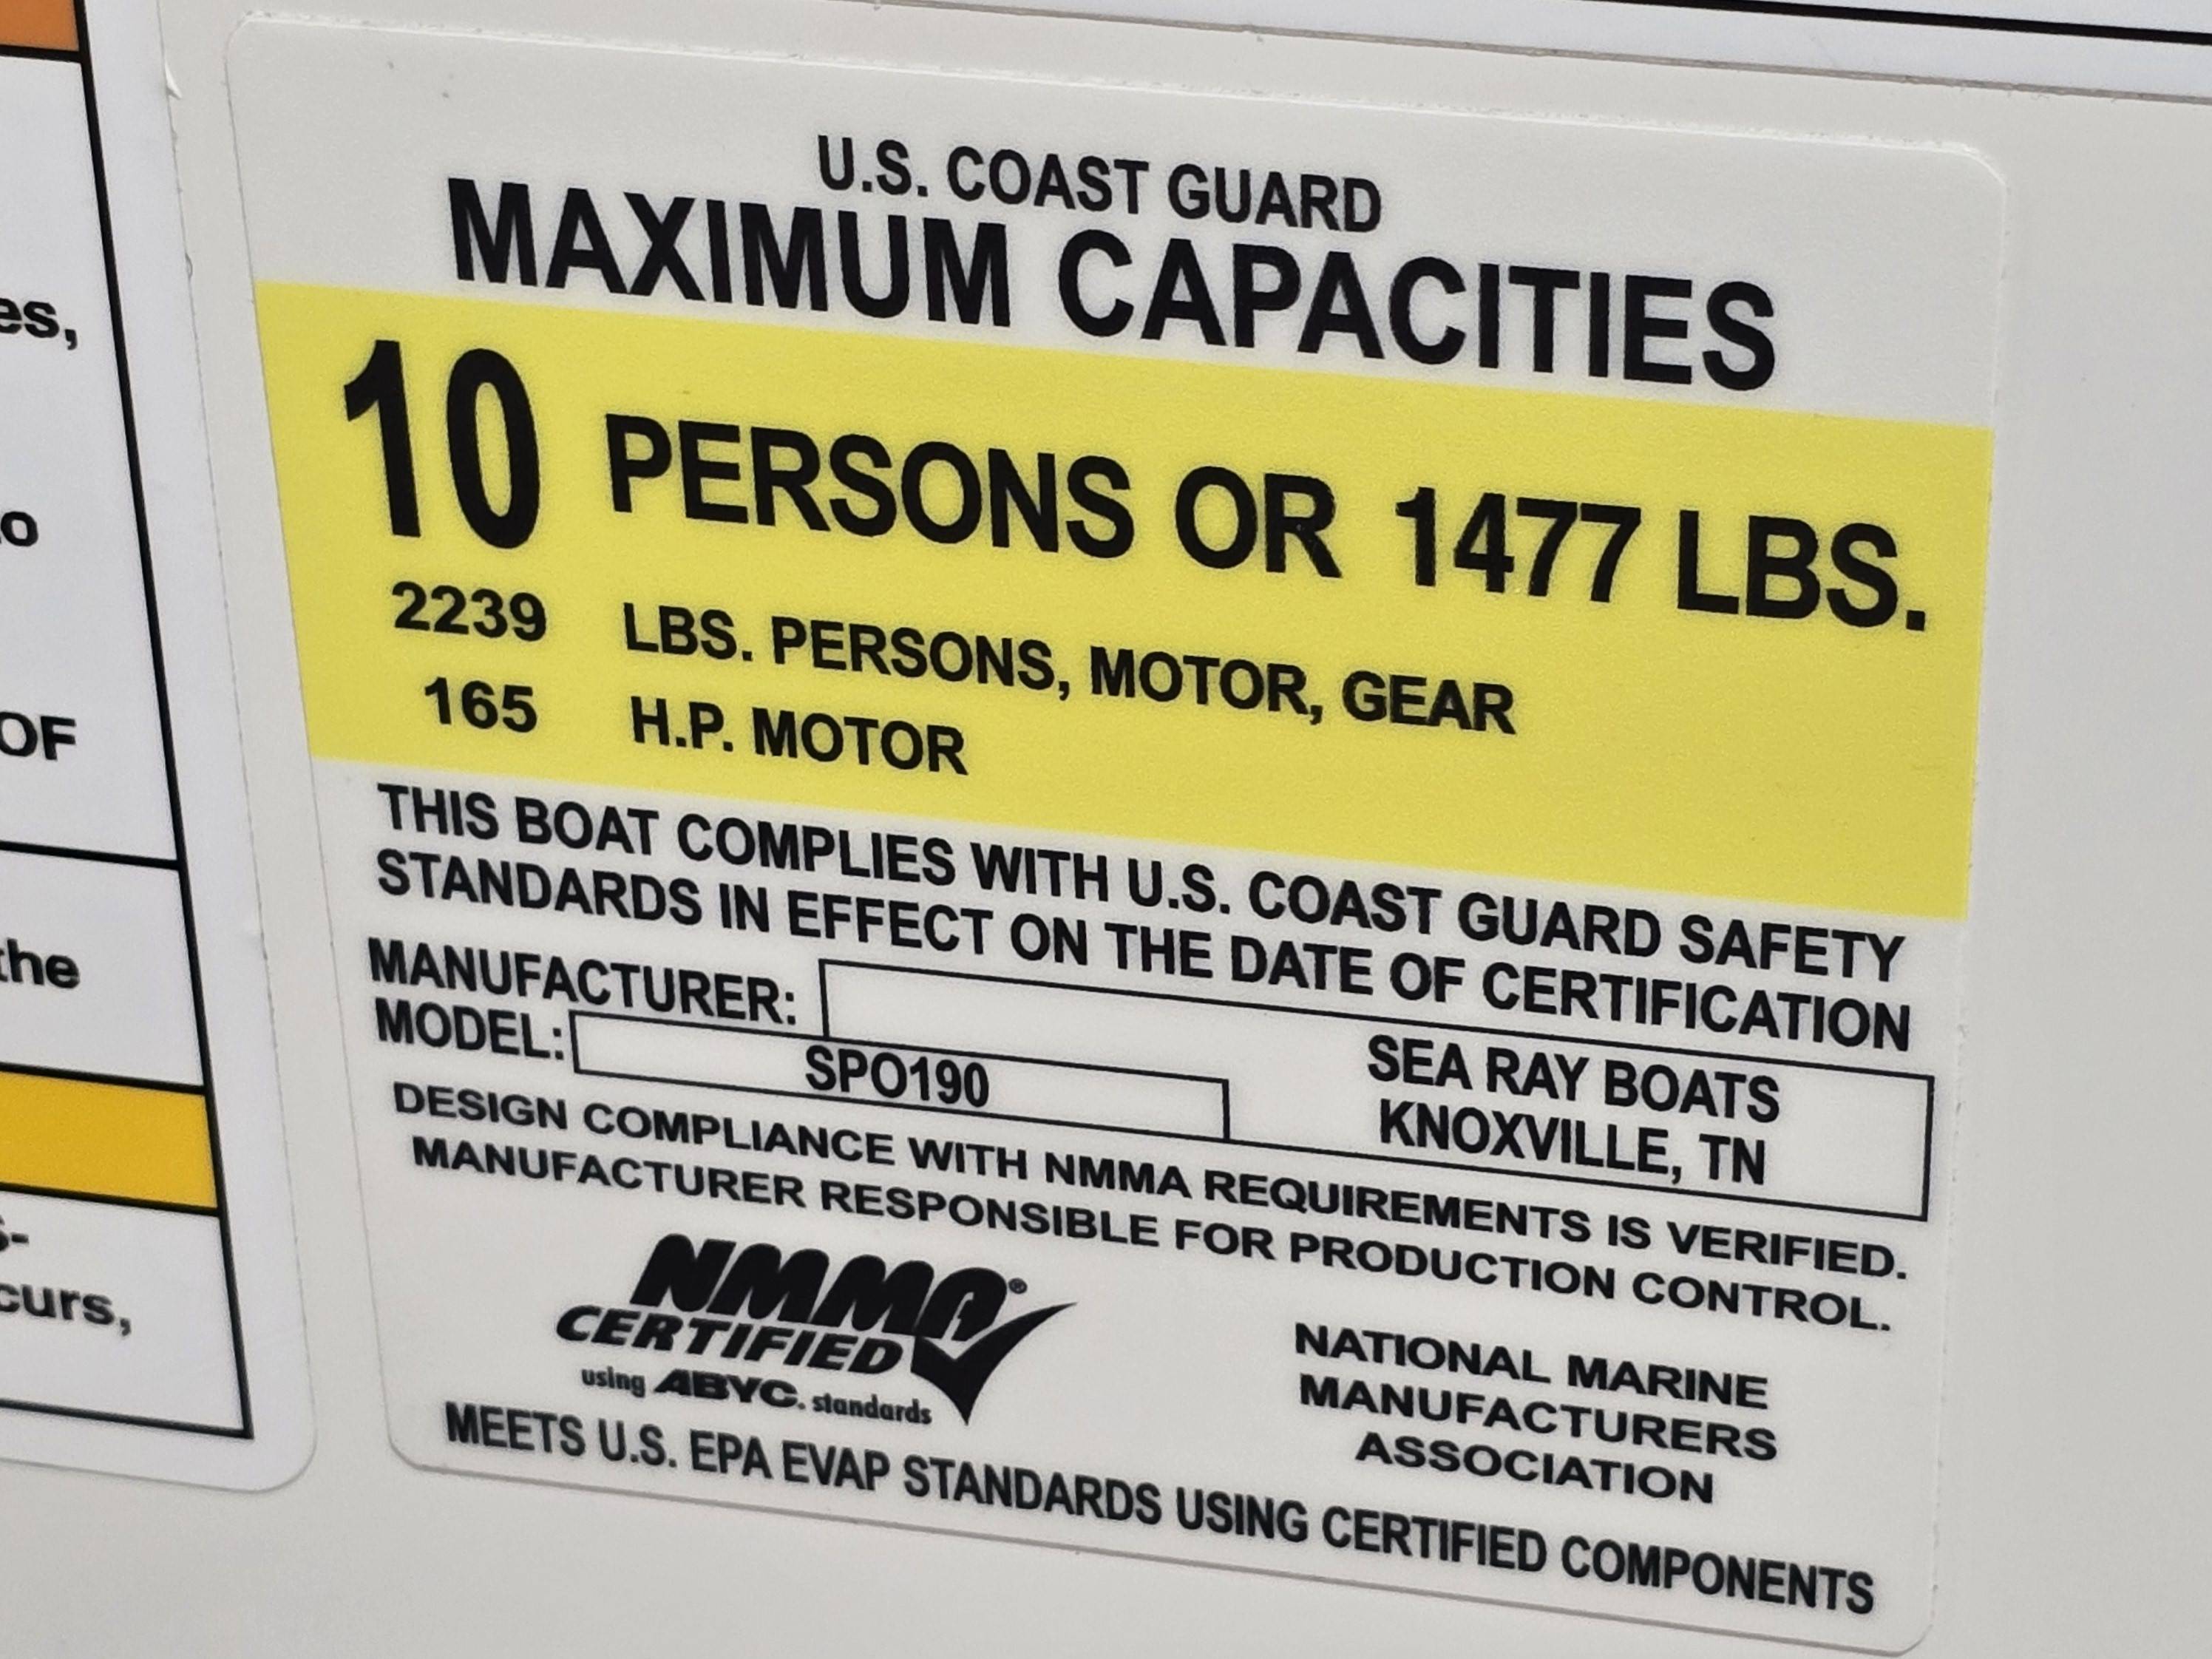 es,
to
OF
the
s-
curs,
U.S. COAST GUARD
MAXIMUM CAPACITIES
10 PERSONS OR 1477 LBS.
2239 LBS. PERSONS, MOTOR, GEAR
165 H.P. MOTOR
THIS BOAT COMPLIES WITH U.S. COAST GUARD SAFETY
STANDARDS IN EFFECT ON THE DATE OF CERTIFICATION
MANUFACTURER:
SEA RAY BOATS
KNOXVILLE, TN
MODEL: SPO190
DESIGN COMPLIANCE WITH NMMA REQUIREMENTS IS VERIFIED.
MANUFACTURER RESPONSIBLE FOR PRODUCTION CONTROL.
NMMA®
CERTIFIED
using ABYC. standards
NATIONAL MARINE
MANUFACTURERS
ASSOCIATION
MEETS U.S. EPA EVAP STANDARDS USING CERTIFIED COMPONENTS